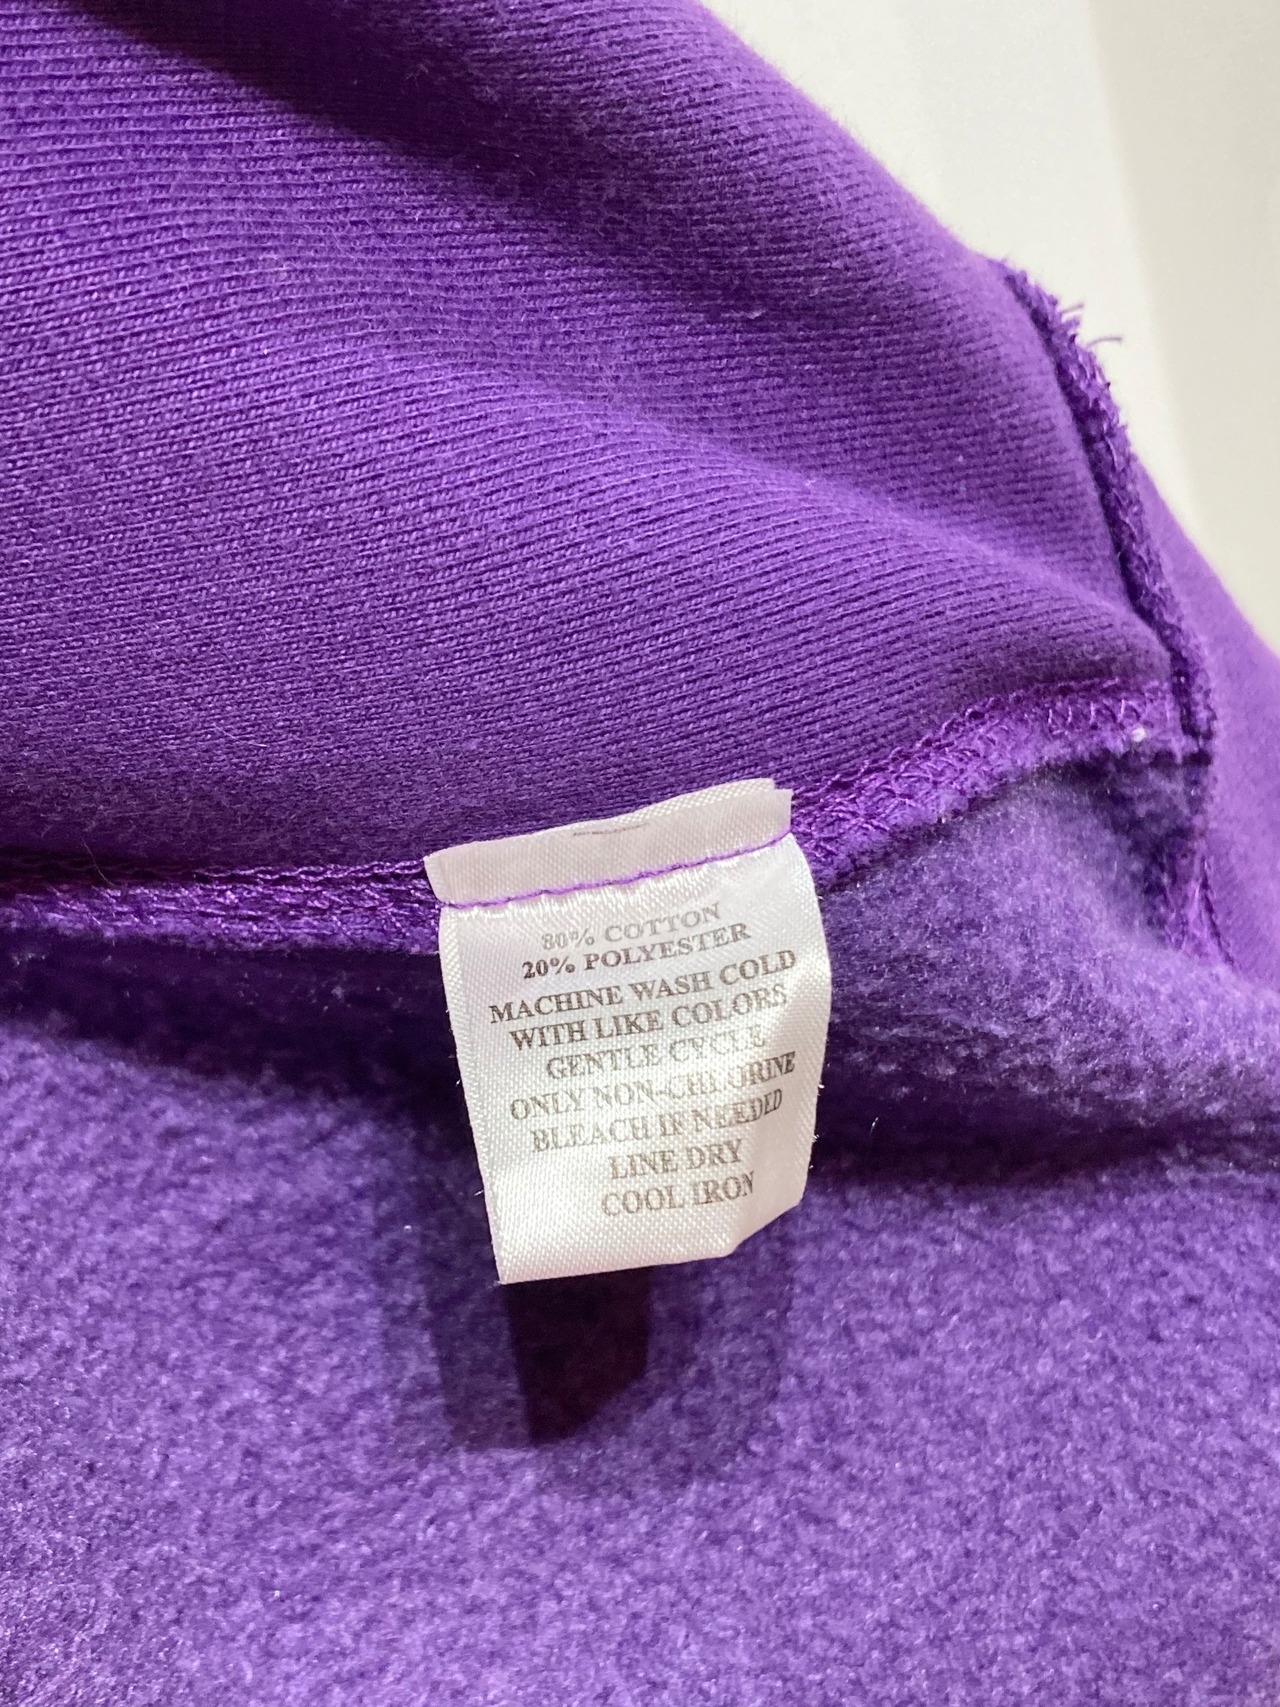 80% COTTON
20% POLYESTER
MACHINE WASH COLD
WITH LIKE COLORS
GENTLE CYCLE
ONLY NON-CHLORINE
BLEACH IF NEEDED
LINE DRY
COOL IRON